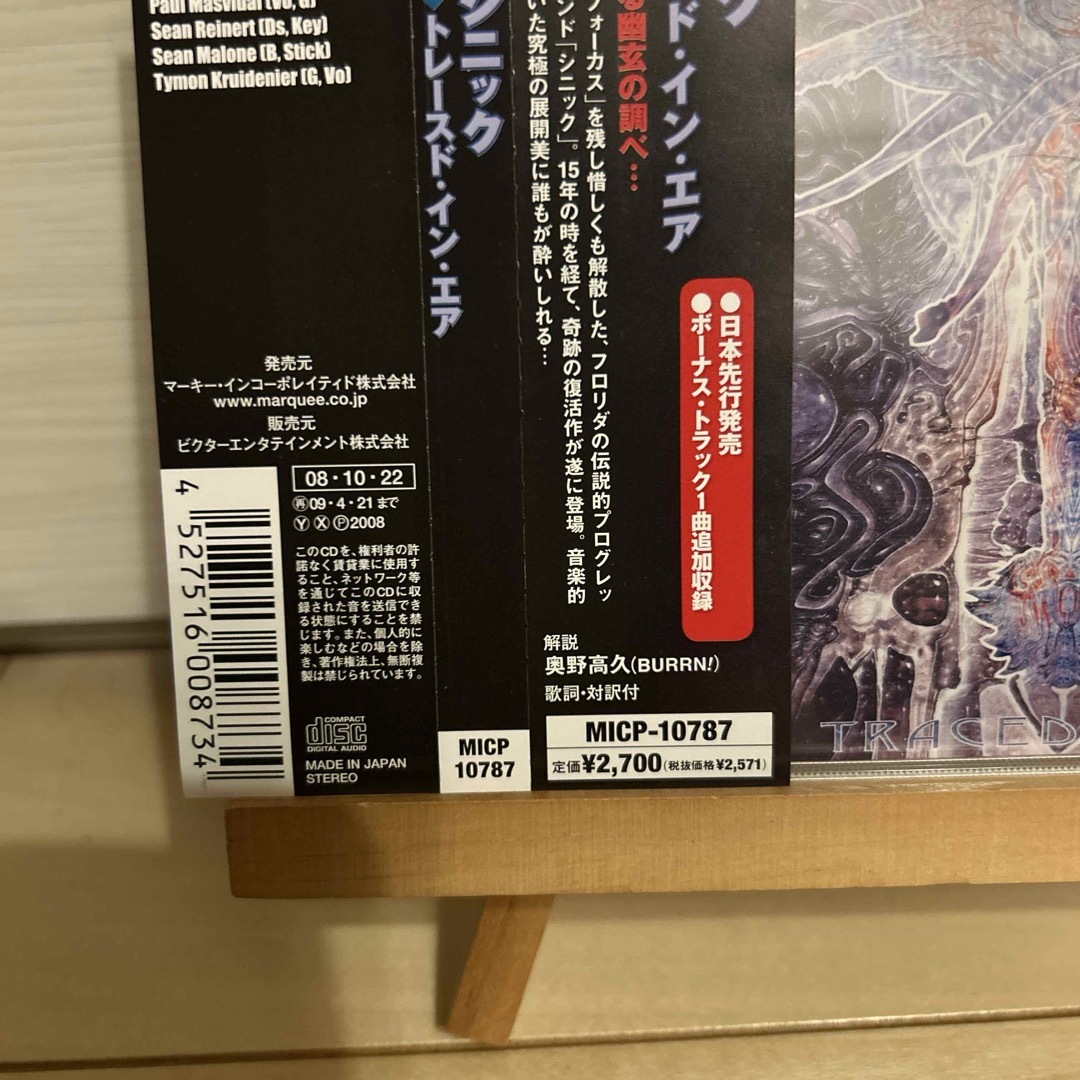 Paul Masvidal (Vo, G)
Sean Reinert (Ds, Key)
Sean Malone (B, Stick)
Tymon Kruidenier (G, Vo)
発売元
マーキー・インコーポレイティド株式会社
www.marquee.co.jp
販売元
ビクターエンタテインメント株式会社
4 527516 008734
08・10・22
再09・4・21まで
Ⓨ Ⓧ Ⓟ2008
このCDを、権利者の許
諾なく賃貸業に使用す
ること、ネットワーク等
を通じてこのCDに収
録された音を送信でき
る状態にすることを禁
じます。また、個人的に
楽しむなどの場合を除
き、著作権法上、無断複
製は禁じられています。
COMPACT
disc
DIGITAL AUDIO
MADE IN JAPAN
STEREO
シニック
トレースド・イン・エア
MICP
10787
ド・イン・エア
る幽玄の調べ…
フォーカス」を残し惜しくも解散した、フロリダの伝説的プログレッ
ンド「シニック」。15年の時を経て、奇跡の復活作が遂に登場。音楽的
いた究極の展開美に誰もが酔いしれる…
●日本先行発売
●ボーナス・トラック1曲追加収録
解説
奥野高久(BURRN!)
歌詞・対訳付
MICP-10787
定価¥2,700(税抜価格¥2,571)
TRACED